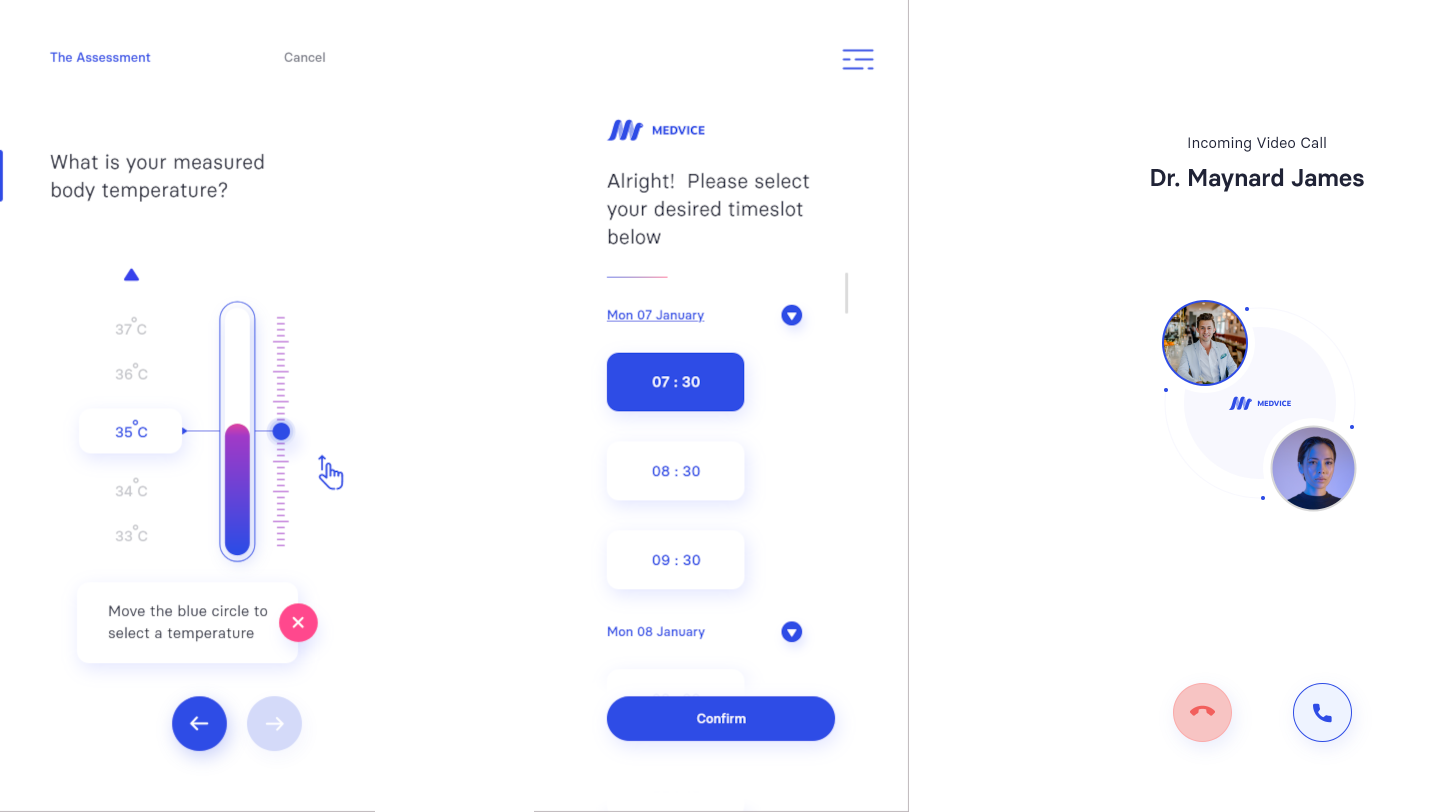 The Assessment
Cancel
What is your measured
body temperature?
37°C
36°C
35°C
34°C
33°C
Move the blue circle to
select a temperature
MEDVICE
Alright! Please select
your desired timeslot
below
Mon 07 January
07 : 30
08 : 30
09 : 30
Mon 08 January
Confirm
Incoming Video Call
Dr. Maynard James
MEDVICE